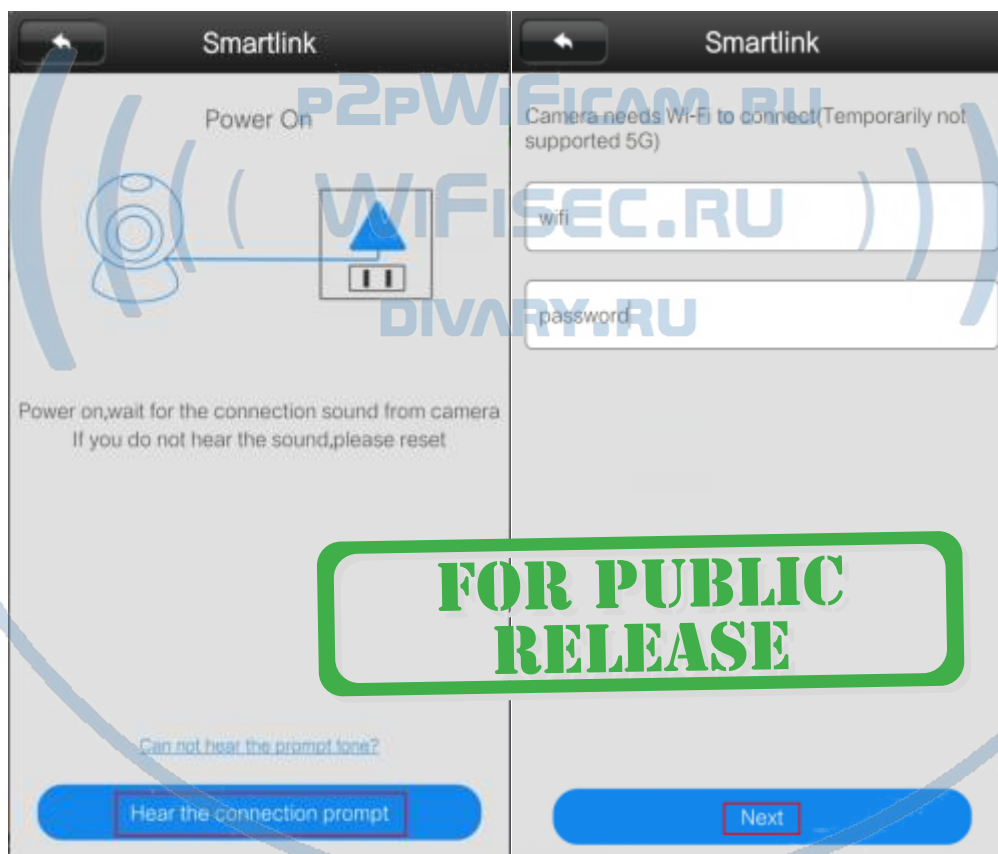 Smartlink
Power On
Power on,wait for the connection sound from camera
If you do not hear the sound,please reset
Can not hear the prompt tone?
Hear the connection prompt
Smartlink
Camera needs Wi-Fi to connect(Temporarily not
supported 5G)
wifi
password
Next
P2PWIFICAM.RU
WIFISEC.RU
DIVARY.RU
FOR PUBLIC
RELEASE